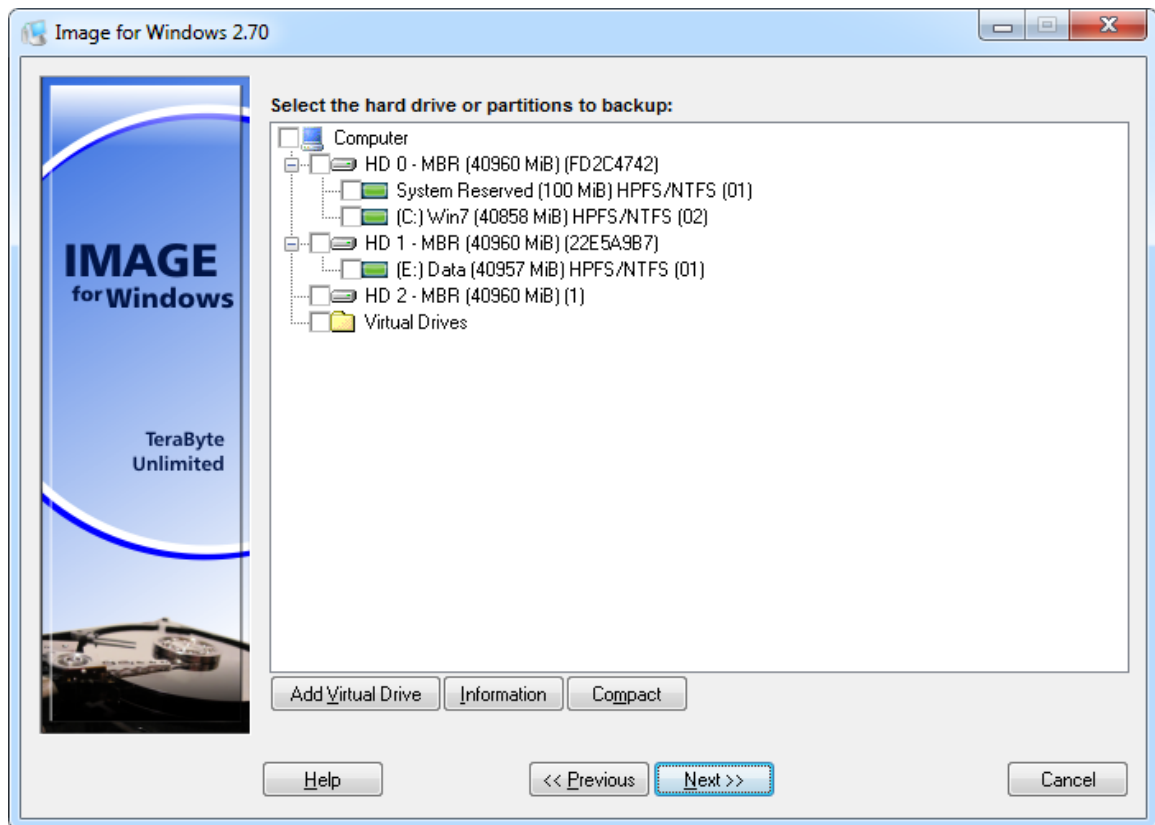 Image for Windows 2.70
IMAGE
for Windows
TeraByte
Unlimited
Select the hard drive or partitions to backup:
Computer
HD 0 - MBR (40960 MiB) (FD2C4742)
System Reserved (100 MiB) HPFS/NTFS (01)
(C:) Win7 (40858 MiB) HPFS/NTFS (02)
HD 1 - MBR (40960 MiB) (22E5A9B7)
(E:) Data (40957 MiB) HPFS/NTFS (01)
HD 2 - MBR (40960 MiB) (1)
Virtual Drives
Add Virtual Drive Information Compact
Help << Previous Next >> Cancel